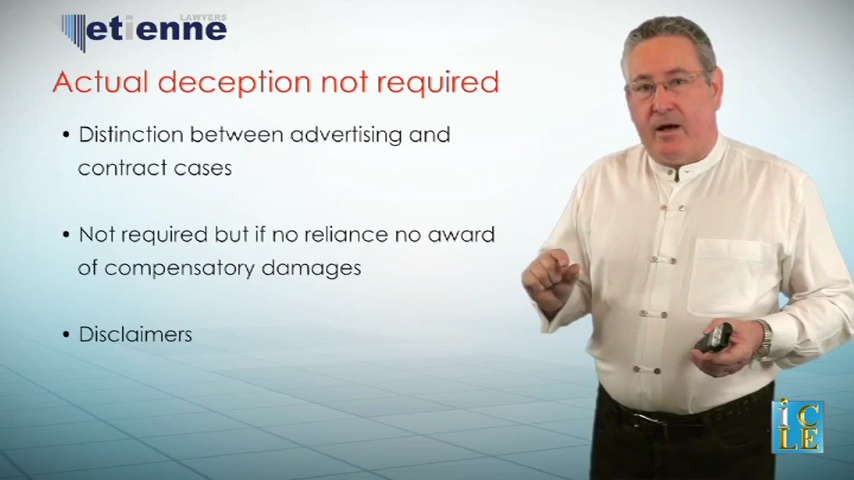 LAWYERS
etienne
Actual deception not required
• Distinction between advertising and
contract cases
• Not required but if no reliance no award
of compensatory damages
• Disclaimers
i C
L E